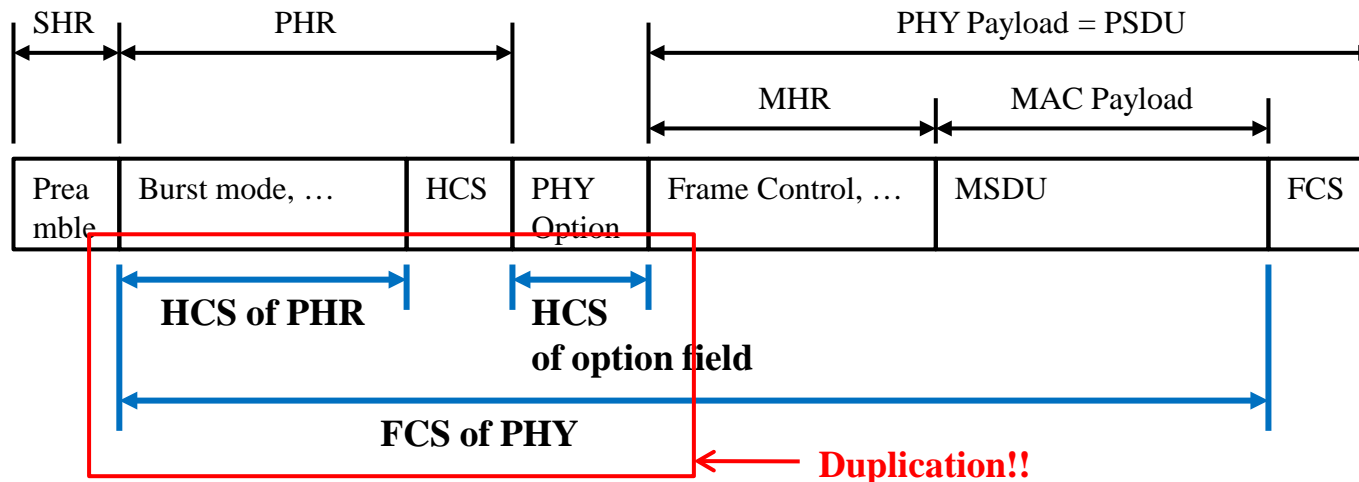 SHR
PHR
PHY Payload = PSDU
MHR
MAC Payload
Prea
mble
Burst mode, …
HCS
PHY
Option
Frame Control, …
MSDU
FCS
HCS of PHR
HCS
of option field
FCS of PHY
Duplication!!